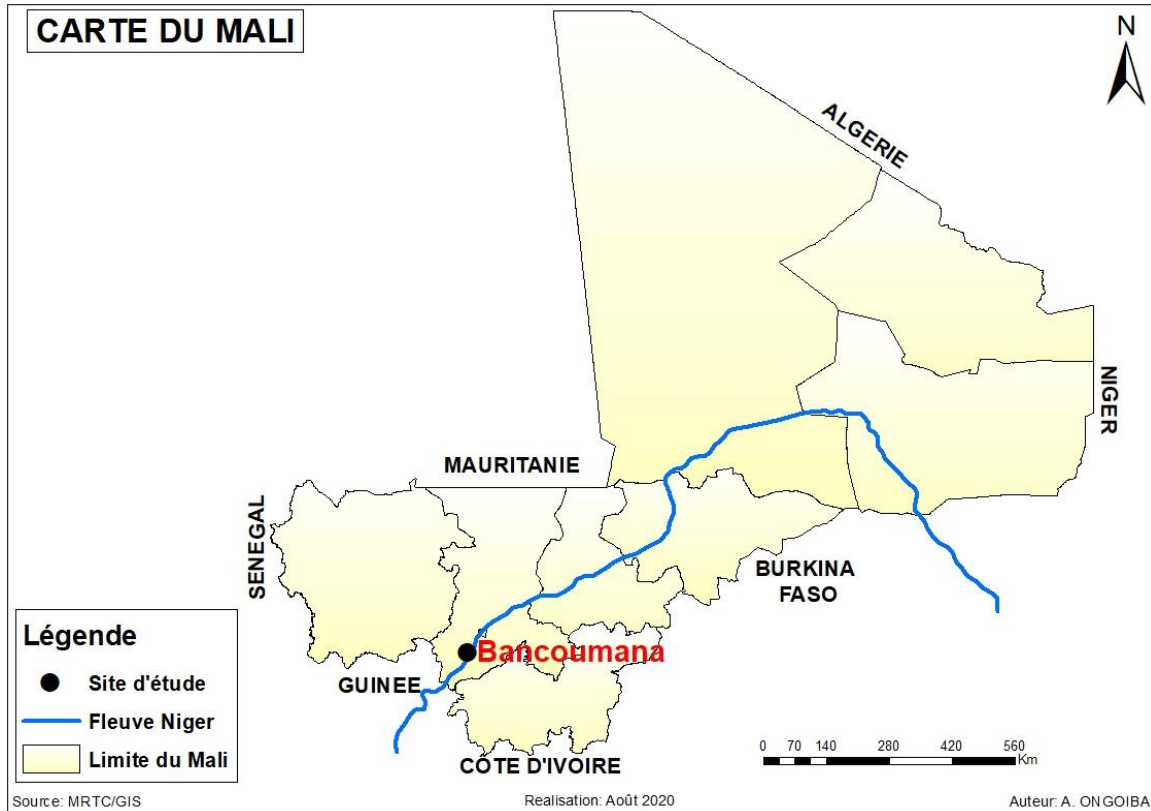 CARTE DU MALI
N
ALGERIE
NIGER
MAURITANIE
SENEGAL
BURKINA
FASO
Bancoumana
GUINEE
CÔTE D'IVOIRE
Légende
Site d'étude
Fleuve Niger
Limite du Mali
0 70 140 280 420 560
Km
Source: MRTC/GIS
Realisation: Août 2020
Auteur: A. ONGOIBA